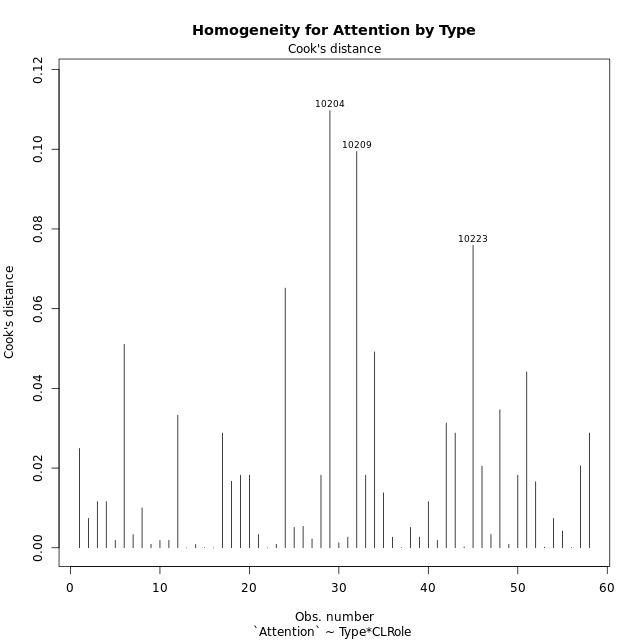 Homogeneity for Attention by Type
Cook's distance
Cook's distance
0.12
0.10
0.08
0.06
0.04
0.02
0.00
10204
10209
10223
0 10 20 30 40 50 60
Obs. number
`Attention` ~ Type*CLRole